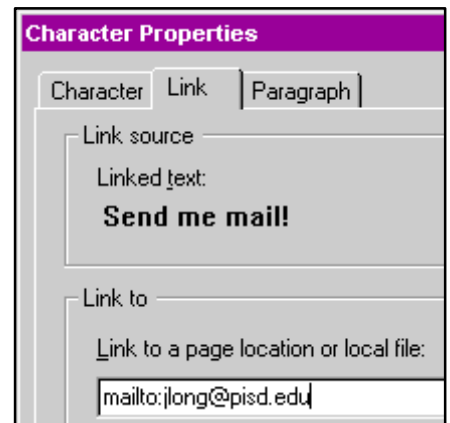 Character Properties
Character Link Paragraph
Link source
Linked text:
Send me mail!
Link to
Link to a page location or local file:
mailto:jlong@pisd.edu